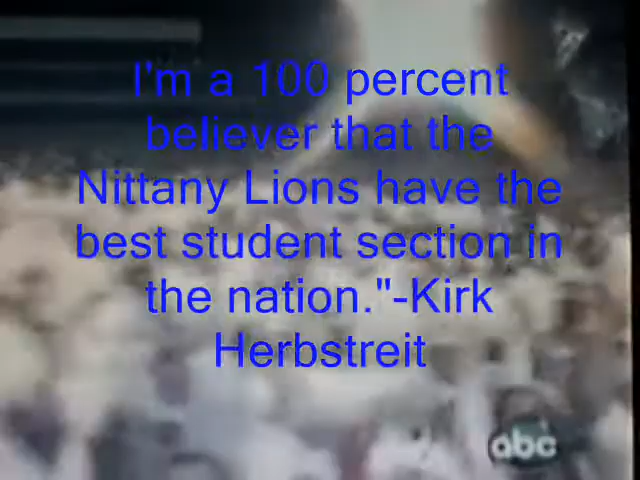 I'm a 100 percent
believer that the
Nittany Lions have the
best student section in
the nation."-Kirk
Herbstreit
abc